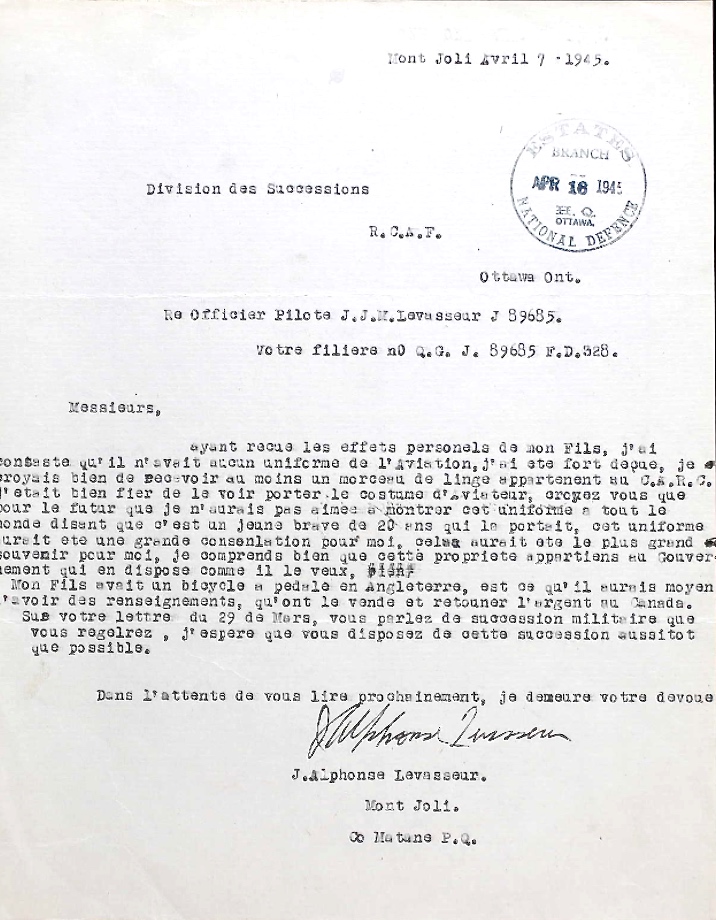 Mont Joli Avril 7 -1945.
ESTATES
BRANCH
APR 16 1945
H. Q.
OTTAWA.
NATIONAL DEFENCE
Division des Successions
R.C.A.F.
Ottawa Ont.
Re Officier Pilote J.J.M.Levasseur J 89685.
Votre filiere n0 Q.G. J. 89685 F.D.328.
Messieurs,
ayant recue les effets personels de mon Fils, j'ai
constaste qu'il n'avait aucun uniforme de l'Aviation,j'ai ete fort deçue, je
croyais bien de recevoir au moins un morceau de linge appartenent au C.A.R.C.
j'etait bien fier de le voir porter le costume d'Aviateur, croyez vous que
pour le futur que je n'aurais pas aimee a montrer cet uniforme a tout le
monde disant que c'est un jeune brave de 20 ans qui la portait, cet uniforme
aurait ete une grande consenlation pour moi, cela aurait ete le plus grand
souvenir pour moi, je comprends bien que cette propriete appartiens au Gouver-
nement qui en dispose comme il le veux,
Mon Fils avait un bicycle a pedale en Angleterre, est ce qu'il aurais moyen
d'avoir des renseignements, qu'ont le vende et retouner l'argent au Canada.
Sus votre lettre du 29 de Mars, vous parlez de succession militaire que
vous regelrez , j'espere que vous disposez de cette succession aussitot
que possible.
Dans l'attente de vous lire prochainement, je demeure votre devoue
J Alphonse Levasseur
J.Alphonse Levasseur.
Mont Joli.
Co Matane P.Q.